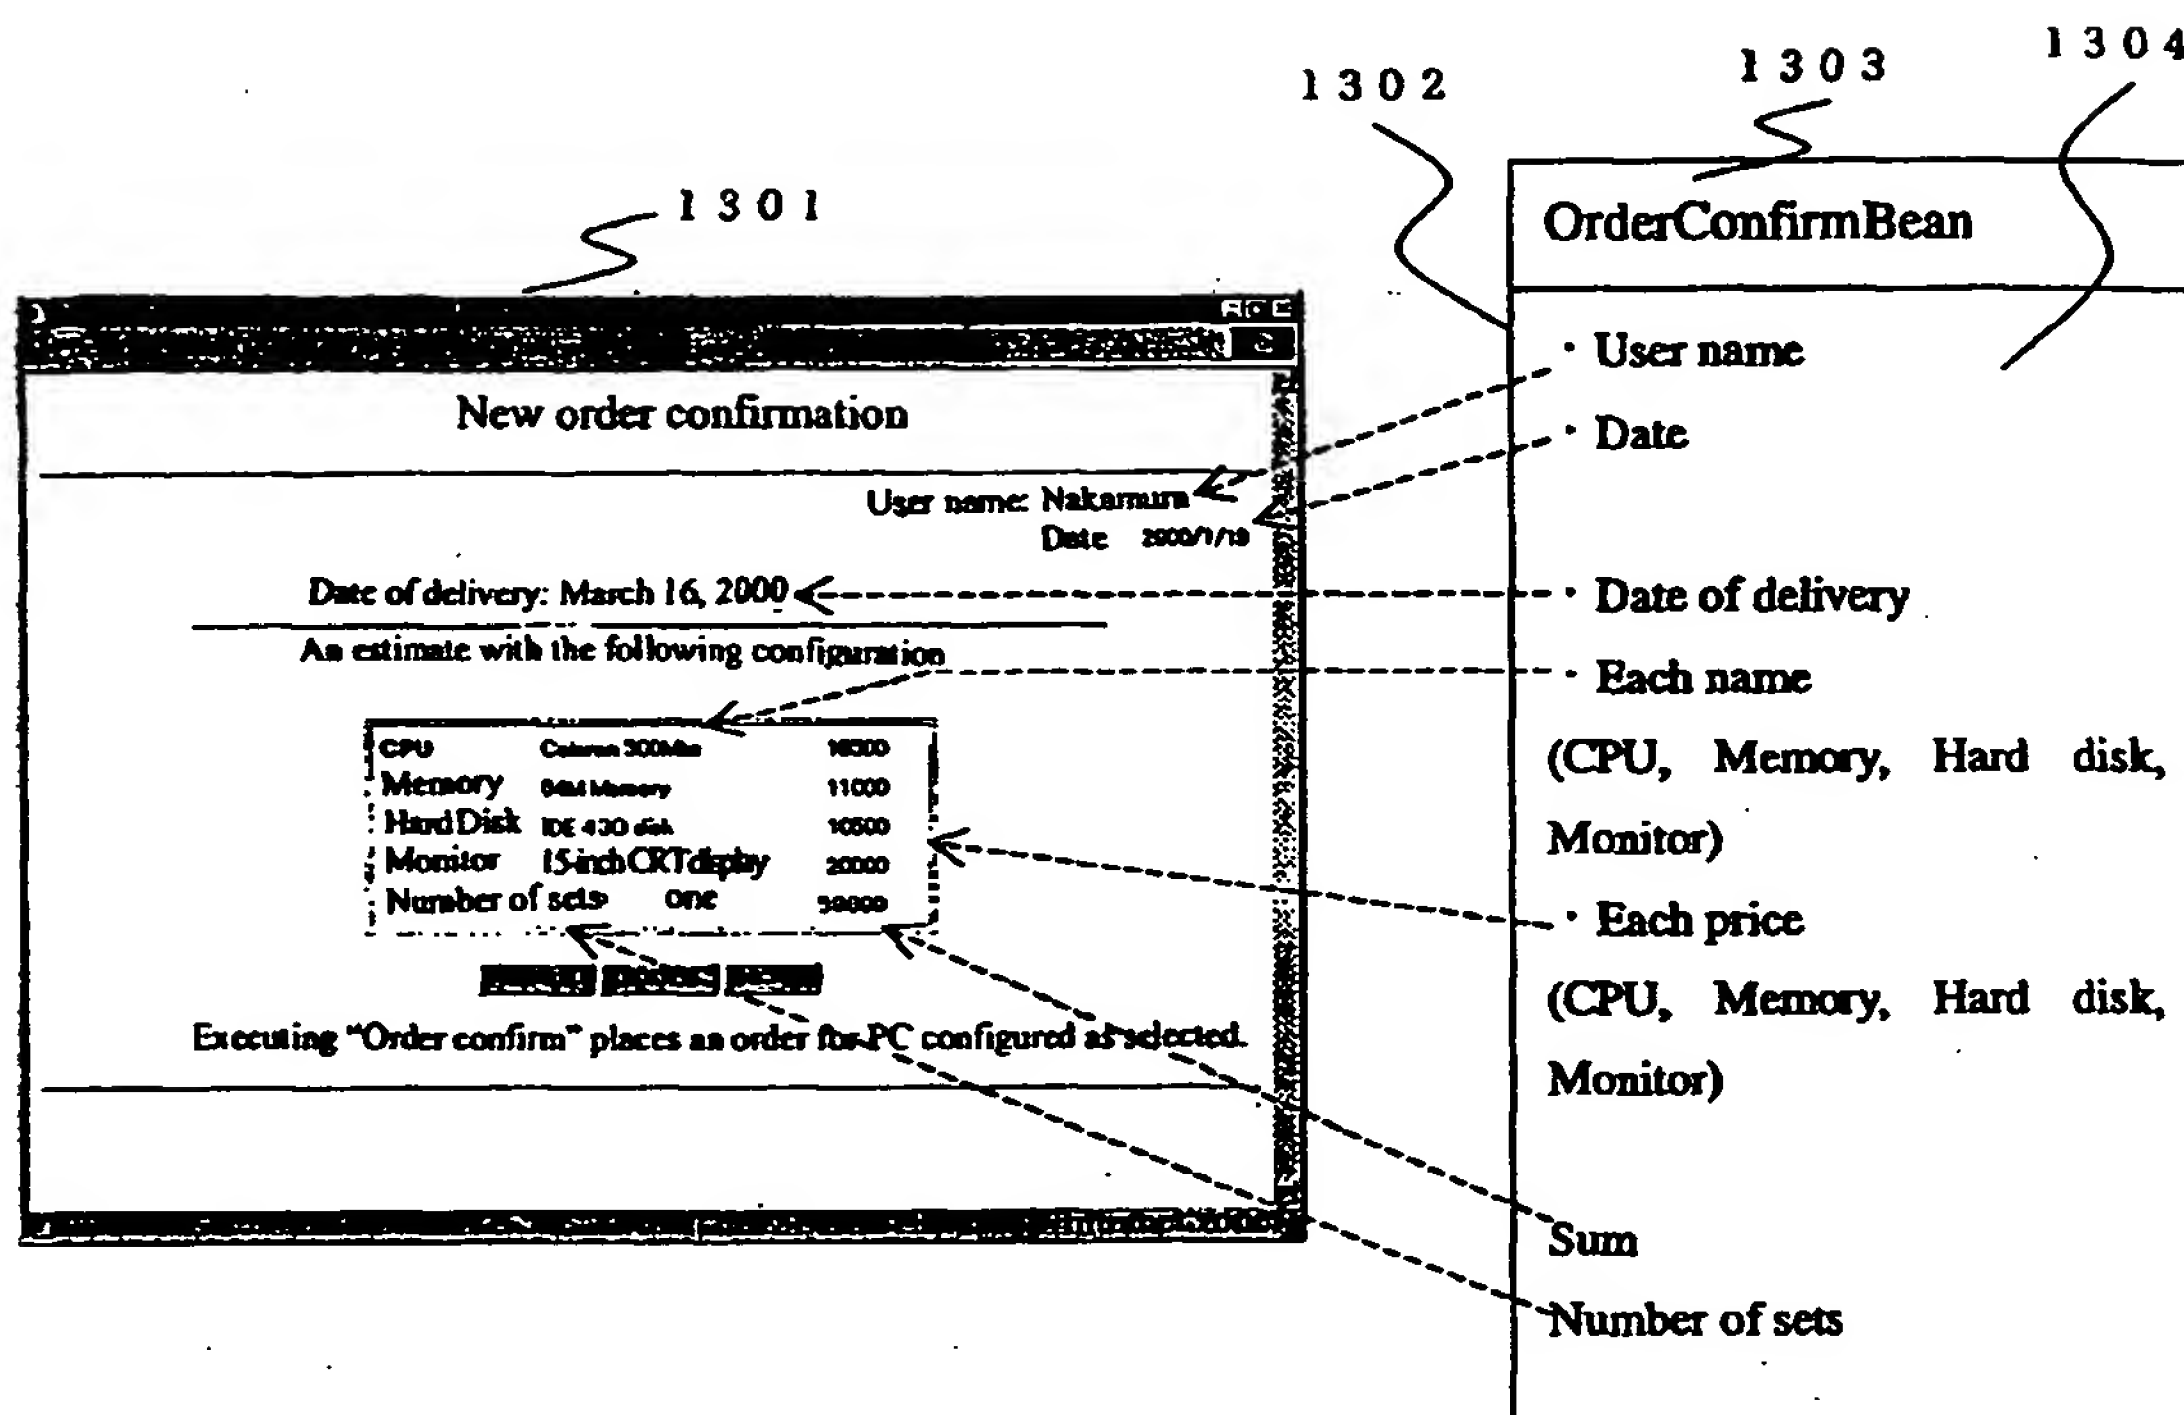 1304
1303
1302
1301
OrderConfirmBean
New order confirmation
User name: Nakamura
Date
Date of delivery: March 16, 2000
An estimate with the following configuration
CPU
Memory 11000
Hard Disk 10500
Monitor 15-inch CRT display 20000
Number of sets one
Executing "Order confirm" places an order for PC configured as selected.
· User name
· Date
· Date of delivery
· Each name
(CPU, Memory, Hard disk,
Monitor)
· Each price
(CPU, Memory, Hard disk,
Monitor)
Sum
Number of sets